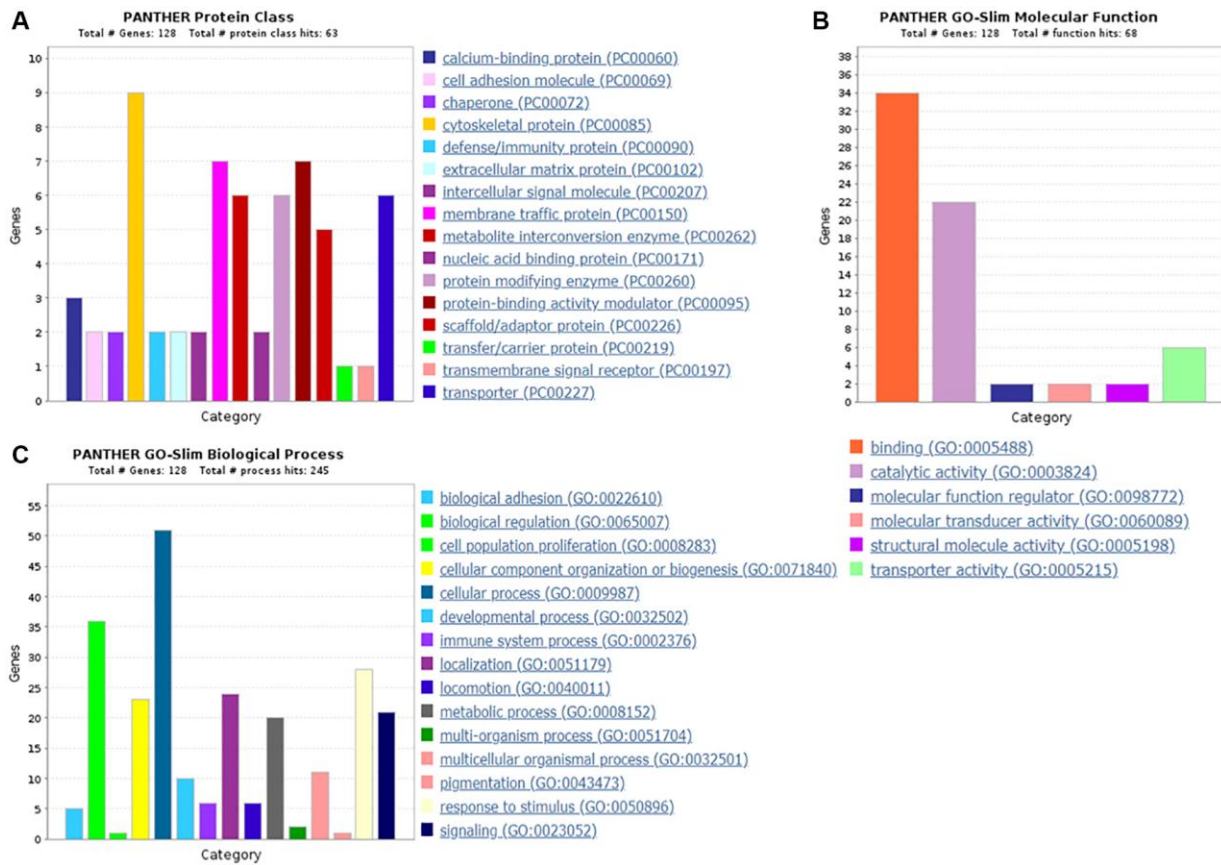 A
PANTHER Protein Class
Total # Genes: 128 Total # protein class hits: 63
10
9
8
7
6
5
4
3
2
1
0
Genes
Category
calcium-binding protein (PC00060)
cell adhesion molecule (PC00069)
chaperone (PC00072)
cytoskeletal protein (PC00085)
defense/immunity protein (PC00090)
extracellular matrix protein (PC00102)
intercellular signal molecule (PC00207)
membrane traffic protein (PC00150)
metabolite interconversion enzyme (PC00262)
nucleic acid binding protein (PC00171)
protein modifying enzyme (PC00260)
protein-binding activity modulator (PC00095)
scaffold/adaptor protein (PC00226)
transfer/carrier protein (PC00219)
transmembrane signal receptor (PC00197)
transporter (PC00227)
B
PANTHER GO-Slim Molecular Function
Total # Genes: 128 Total # function hits: 68
38
36
34
32
30
28
26
24
22
20
18
16
14
12
10
8
6
4
2
0
Genes
Category
binding (GO:0005488)
catalytic activity (GO:0003824)
molecular function regulator (GO:0098772)
molecular transducer activity (GO:0060089)
structural molecule activity (GO:0005198)
transporter activity (GO:0005215)
C
PANTHER GO-Slim Biological Process
Total # Genes: 128 Total # process hits: 245
55
50
45
40
35
30
25
20
15
10
5
0
Genes
Category
biological adhesion (GO:0022610)
biological regulation (GO:0065007)
cell population proliferation (GO:0008283)
cellular component organization or biogenesis (GO:0071840)
cellular process (GO:0009987)
developmental process (GO:0032502)
immune system process (GO:0002376)
localization (GO:0051179)
locomotion (GO:0040011)
metabolic process (GO:0008152)
multi-organism process (GO:0051704)
multicellular organismal process (GO:0032501)
pigmentation (GO:0043473)
response to stimulus (GO:0050896)
signaling (GO:0023052)